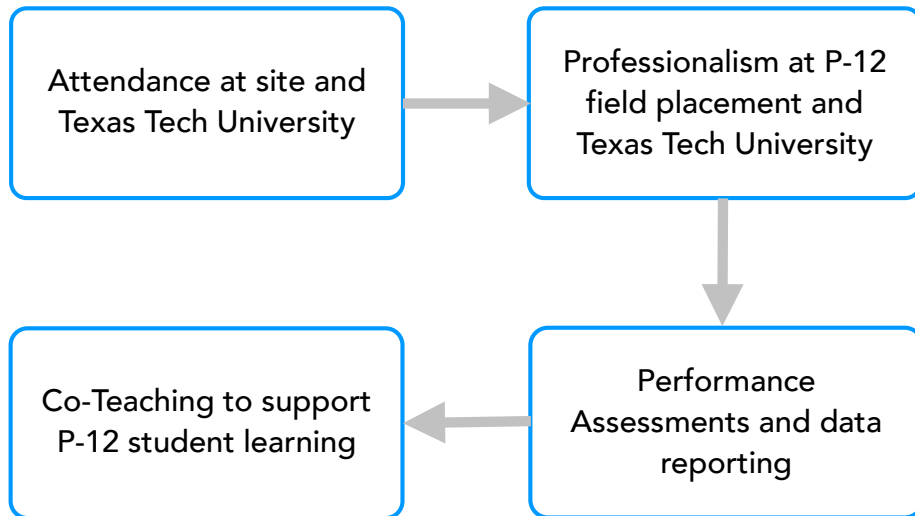 Attendance at site and
Texas Tech University
Professionalism at P-12
field placement and
Texas Tech University
Performance
Assessments and data
reporting
Co-Teaching to support
P-12 student learning